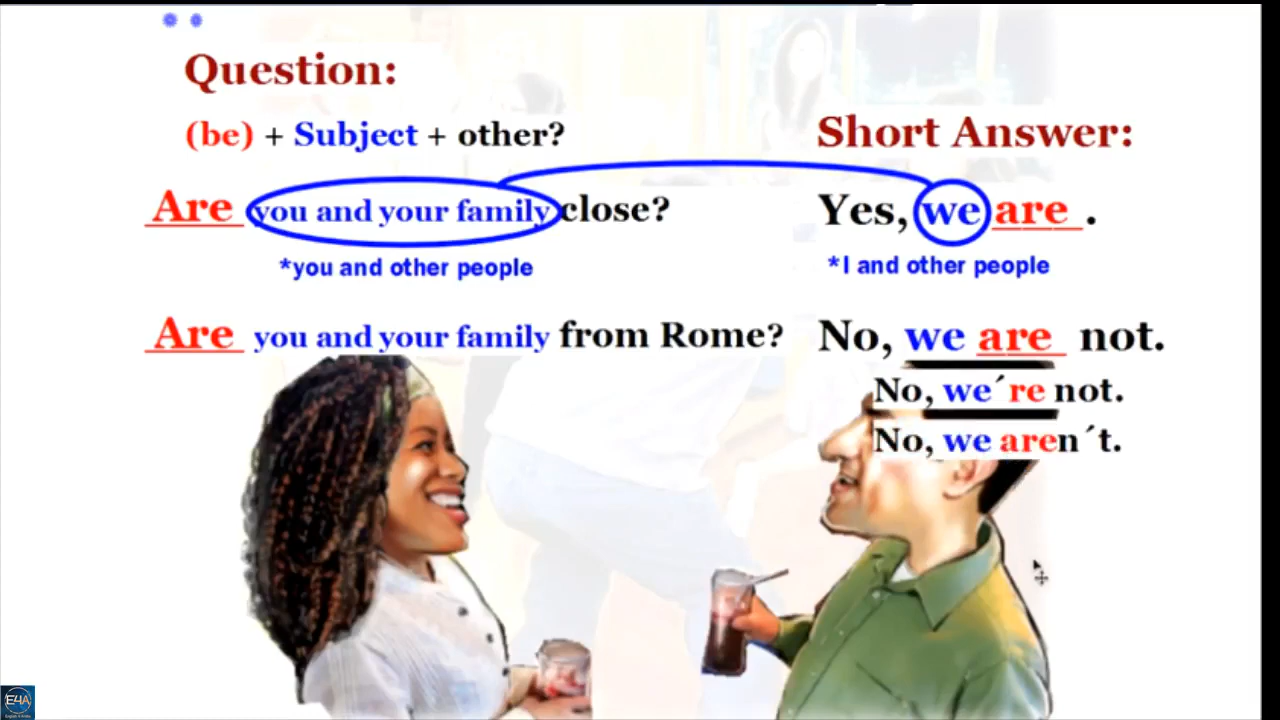 Question:
(be) + Subject + other?
Short Answer:
Are you and your family close?
Yes, we are .
*you and other people
*I and other people
Are you and your family from Rome?
No, we are not.
No, we´re not.
No, we aren´t.
E4A